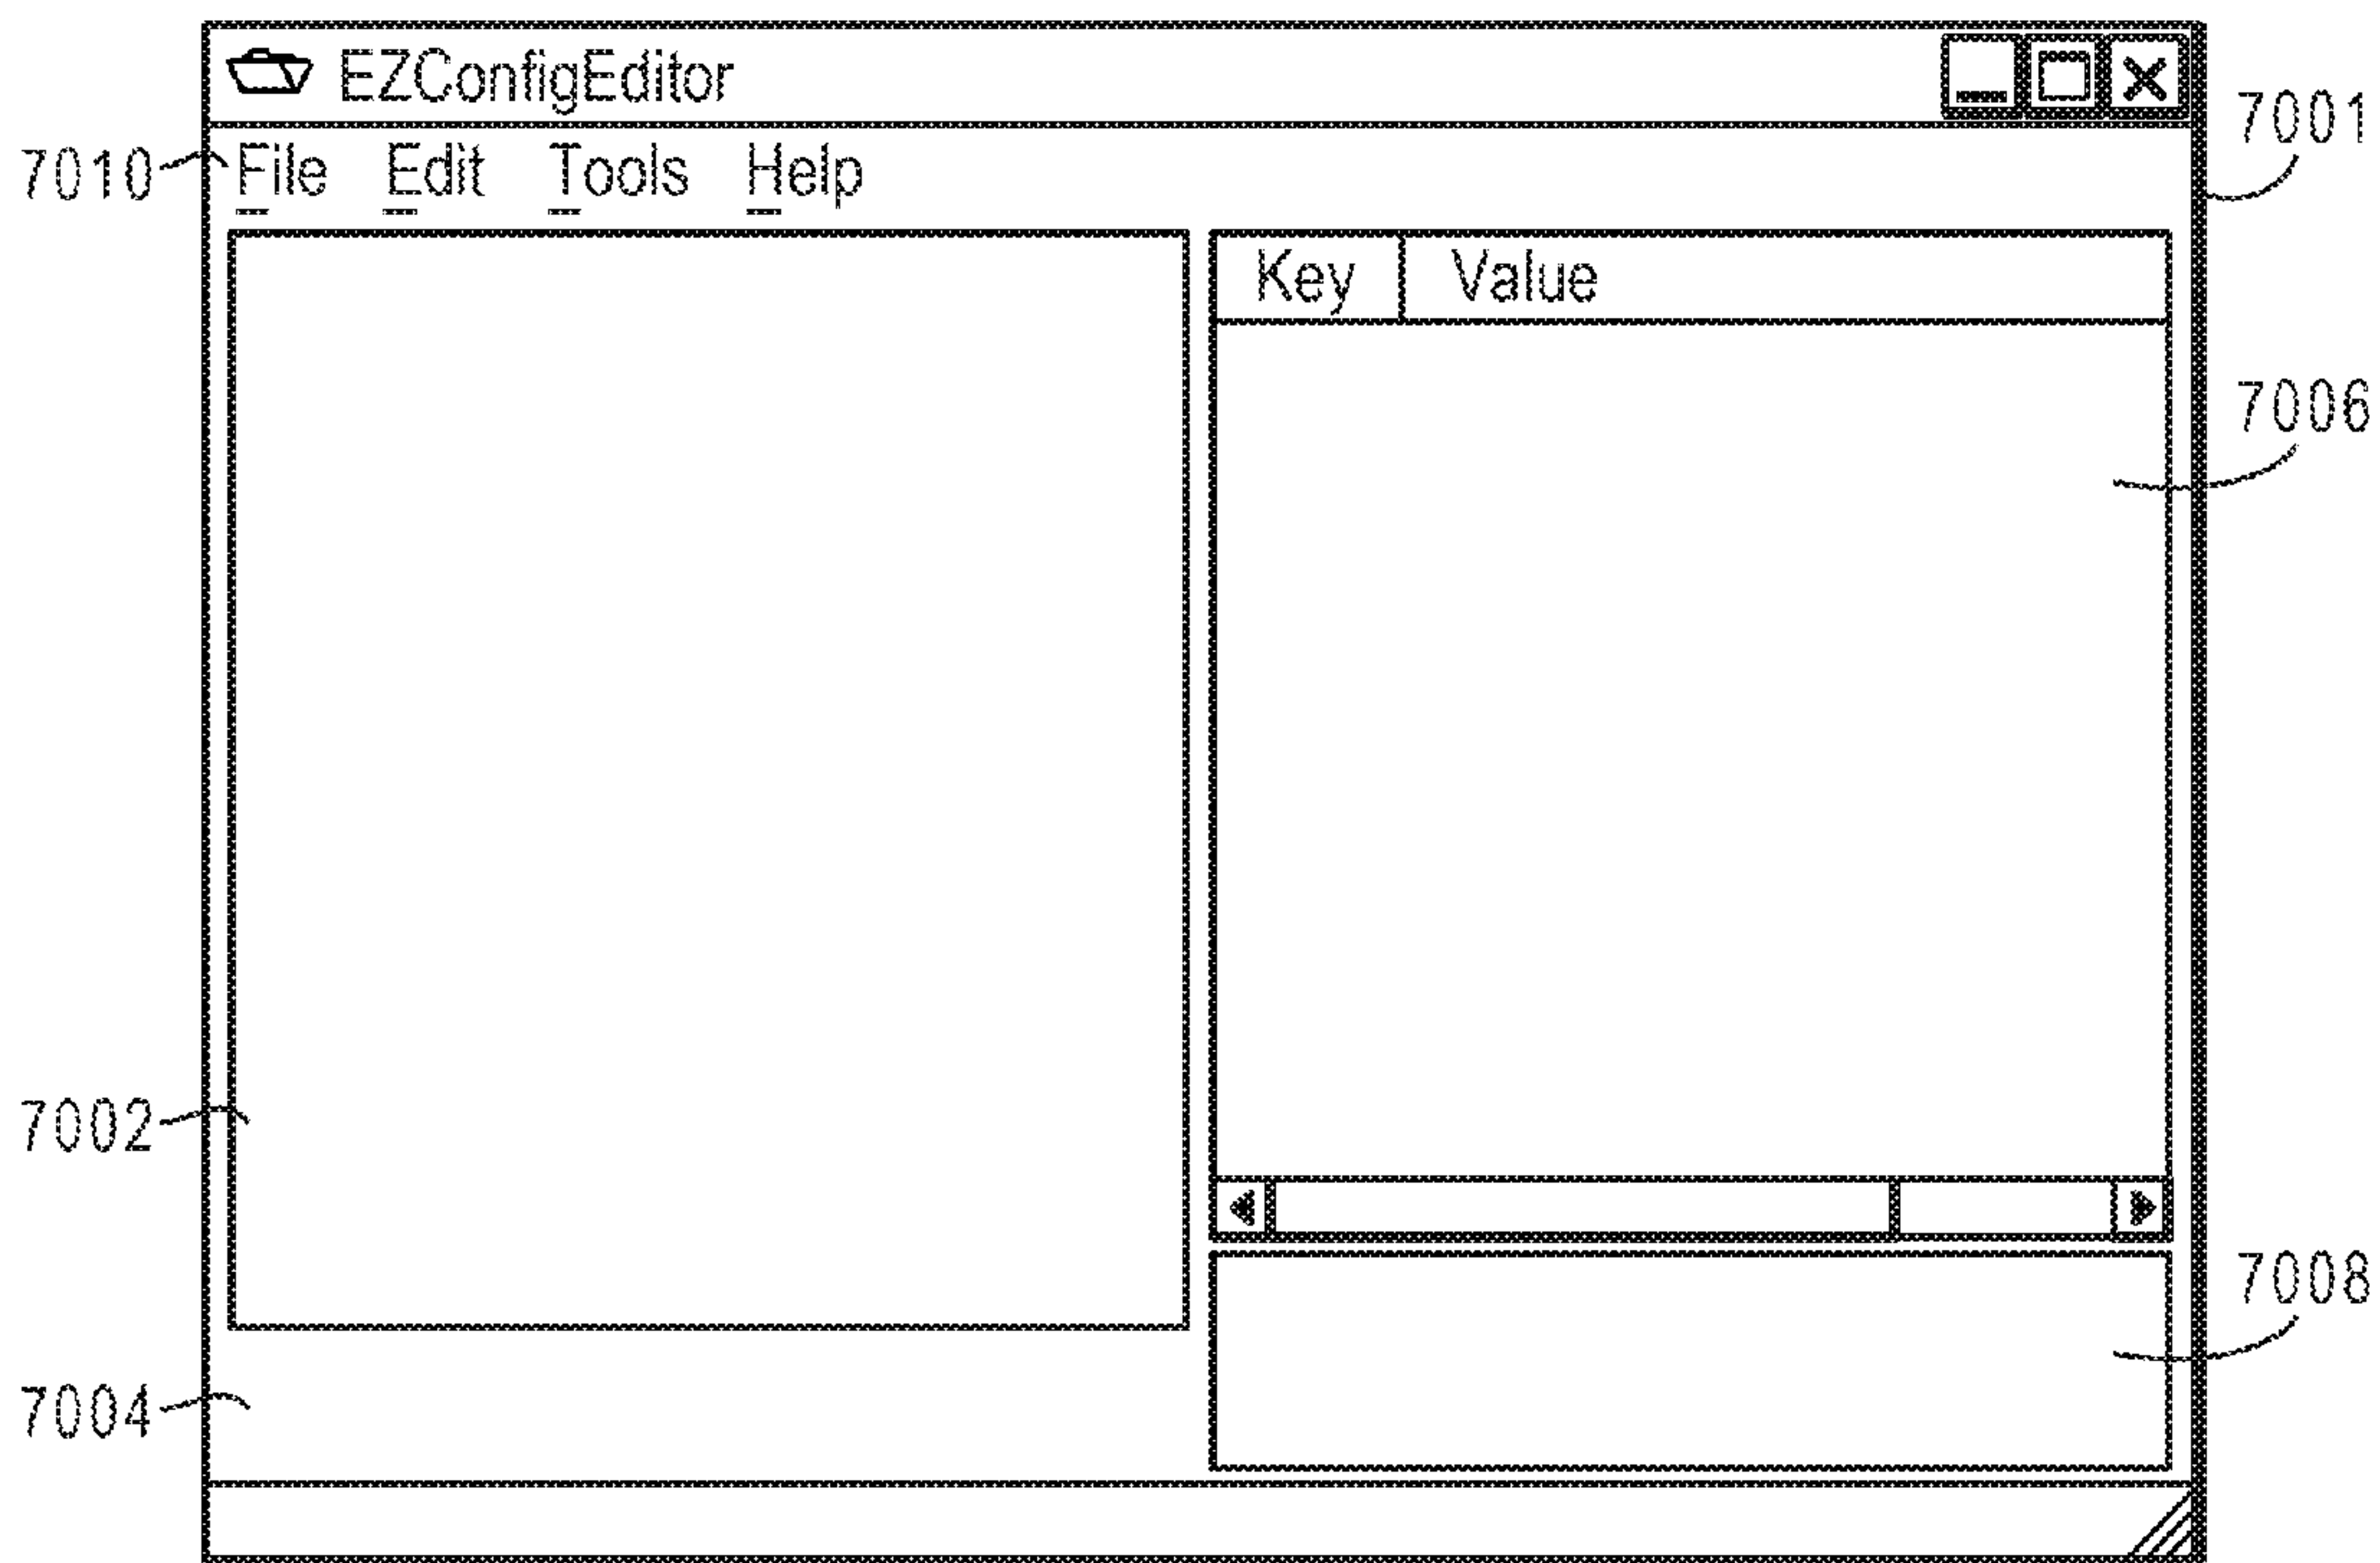 EZConfigEditor
7001
7010 File Edit Tools Help
Key Value
7006
7002
7008
7004